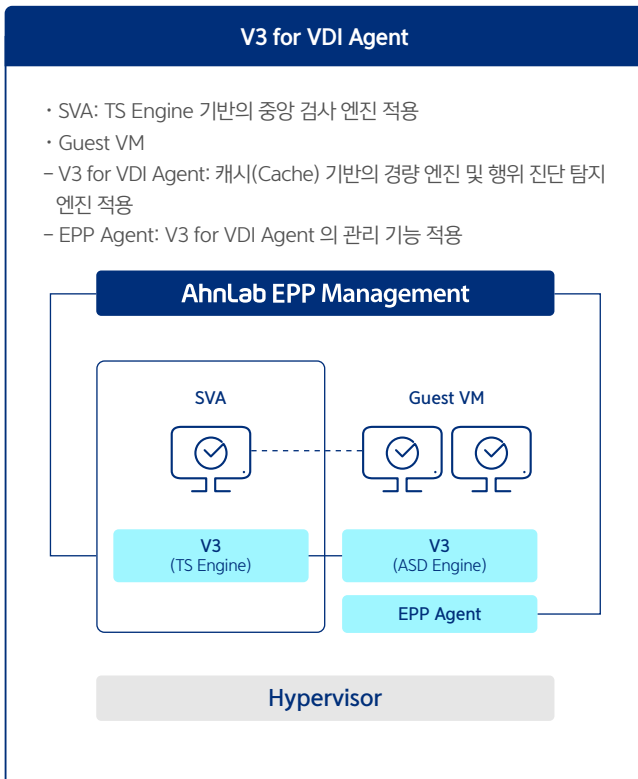 V3 for VDI Agent
· SVA: TS Engine 기반의 중앙 검사 엔진 적용
· Guest VM
- V3 for VDI Agent: 캐시(Cache) 기반의 경량 엔진 및 행위 진단 탐지
엔진 적용
- EPP Agent: V3 for VDI Agent 의 관리 기능 적용
AhnLab EPP Management
SVA
Guest VM
V3
(TS Engine)
V3
(ASD Engine)
EPP Agent
Hypervisor